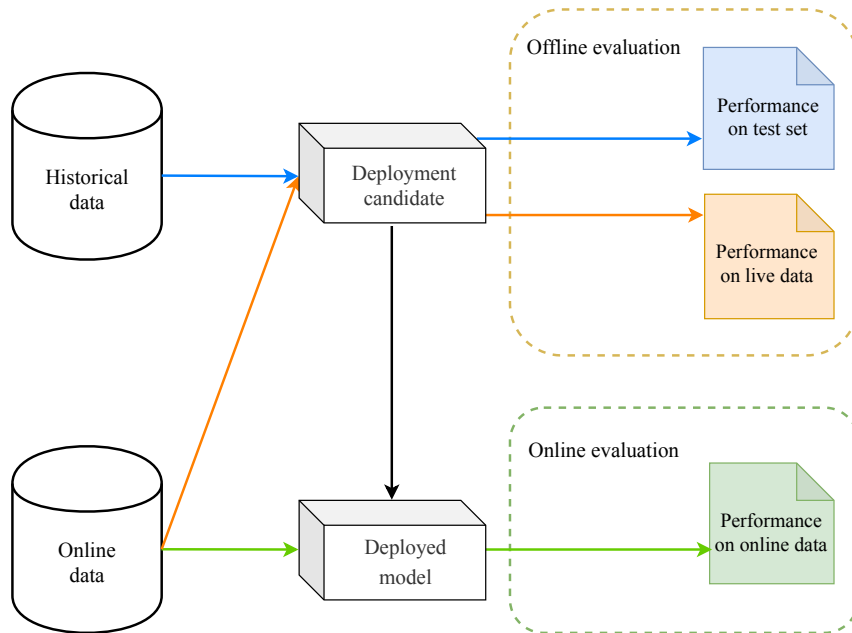 Offline evaluation
Performance
on test set
Historical
data
Deployment
candidate
Performance
on live data
Online evaluation
Online
data
Deployed
model
Performance
on online data